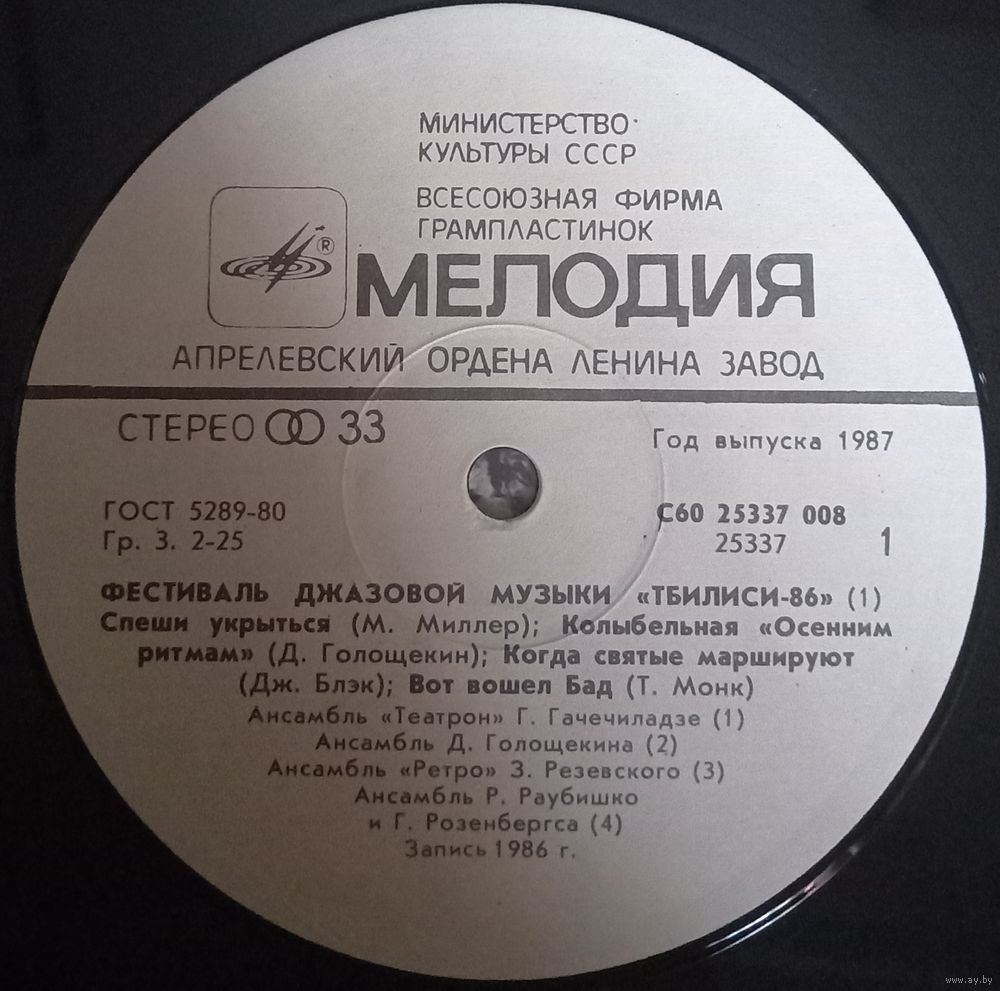 МИНИСТЕРСТВО
КУЛЬТУРЫ СССР
ВСЕСОЮЗНАЯ ФИРМА
ГРАМПЛАСТИНОК
®
МЕЛОДИЯ
АПРЕЛЕВСКИЙ ОРДЕНА ЛЕНИНА ЗАВОД
СТЕРЕО 33
Год выпуска 1987
ГОСТ 5289-80
Гр. 3. 2-25
С60 25337 008
25337 1
ФЕСТИВАЛЬ ДЖАЗОВОЙ МУЗЫКИ «ТБИЛИСИ-86» (1)
Спеши укрыться (М. Миллер); Колыбельная «Осенним
ритмам» (Д. Голощекин); Когда святые маршируют
(Дж. Блэк); Вот вошел Бад (Т. Монк)
Ансамбль «Театрон» Г. Гачечиладзе (1)
Ансамбль Д. Голощекина (2)
Ансамбль «Ретро» З. Резевского (3)
Ансамбль Р. Раубишко
и Г. Розенбергса (4)
Запись 1986 г.
www.ay.by